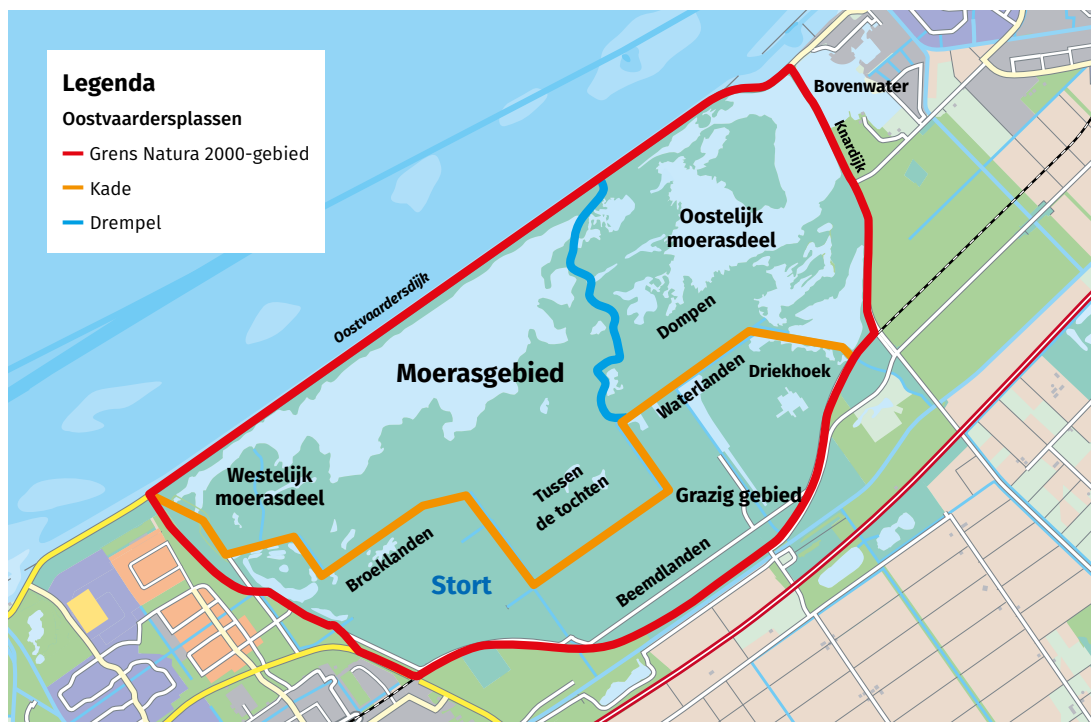 Legenda
Oostvaardersplassen
Grens Natura 2000-gebied
Kade
Drempel
Bovenwater
Knardijk
Oostelijk
moerasdeel
Oostvaardersdijk
Dompen
Moerasgebied
Waterlanden
Driekhoek
Westelijk
moerasdeel
Tussen
de tochten
Grazig gebied
Broeklanden
Stort
Beemdlanden